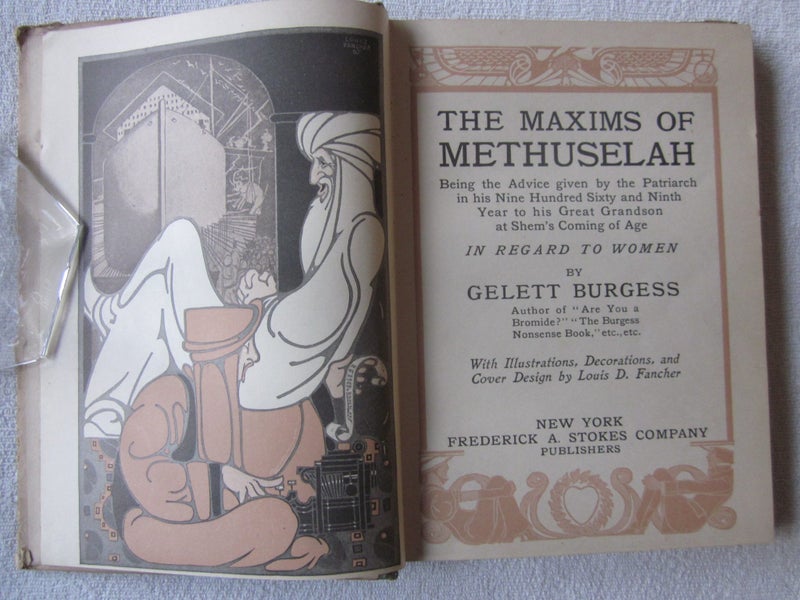 LOUIS
FANCHER
THE MAXIMS OF
METHUSELAH
Being the Advice given by the Patriarch
in his Nine Hundred Sixty and Ninth
Year to his Great Grandson
at Shem's Coming of Age
IN REGARD TO WOMEN
BY
GELETT BURGESS
Author of "Are You a
Bromide?" "The Burgess
Nonsense Book," etc., etc.
With Illustrations, Decorations, and
Cover Design by Louis D. Fancher
NEW YORK
FREDERICK A. STOKES COMPANY
PUBLISHERS